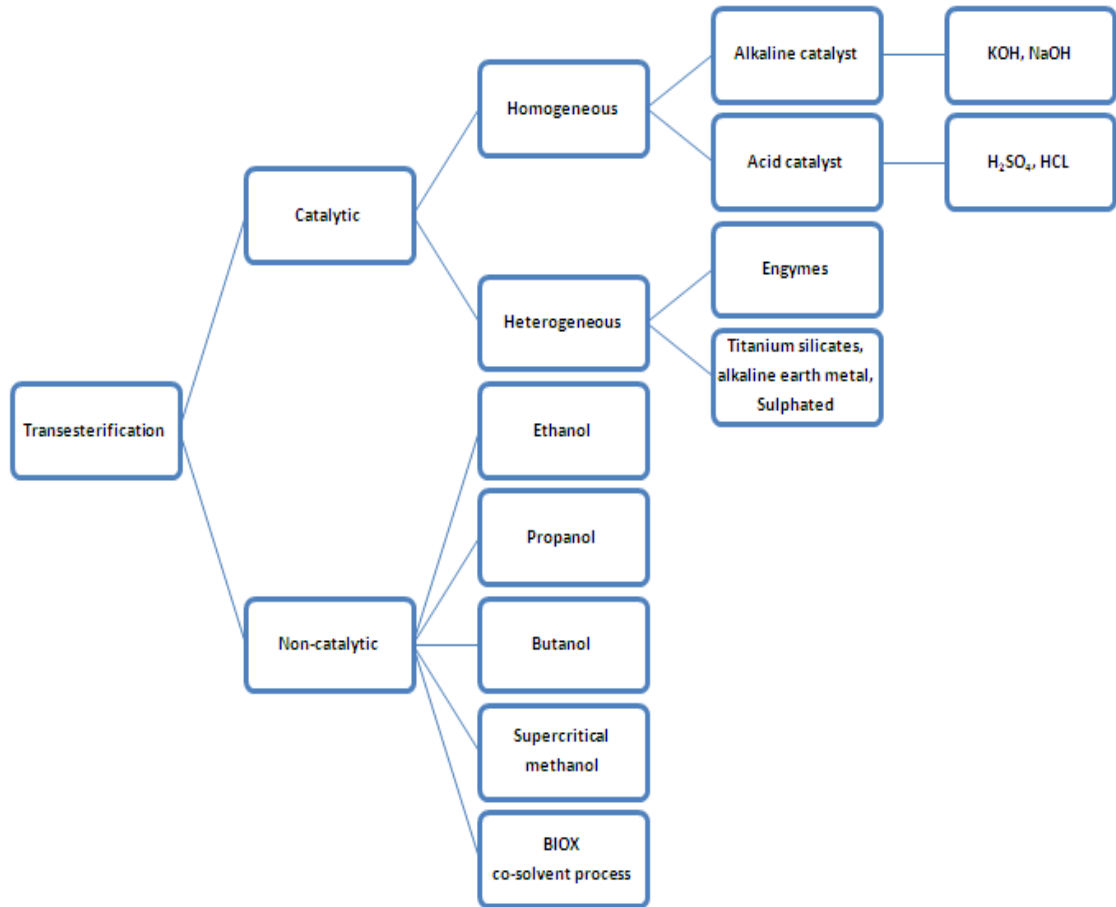 Alkaline catalyst
KOH, NaOH
Homogeneous
Acid catalyst
H₂SO₄, HCL
Catalytic
Engymes
Heterogeneous
Titanium silicates,
alkaline earth metal,
Sulphated
Transesterification
Ethanol
Propanol
Non-catalytic
Butanol
Supercritical
methanol
BIOX
co-solvent process